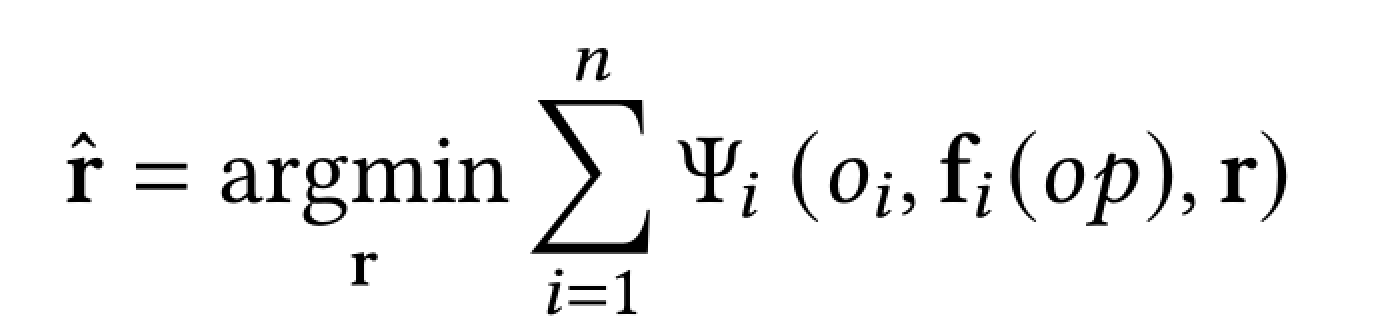 r̂ = argmin_r ∑_{i=1}^{n} Ψ_i (o_i, f_i(op), r)